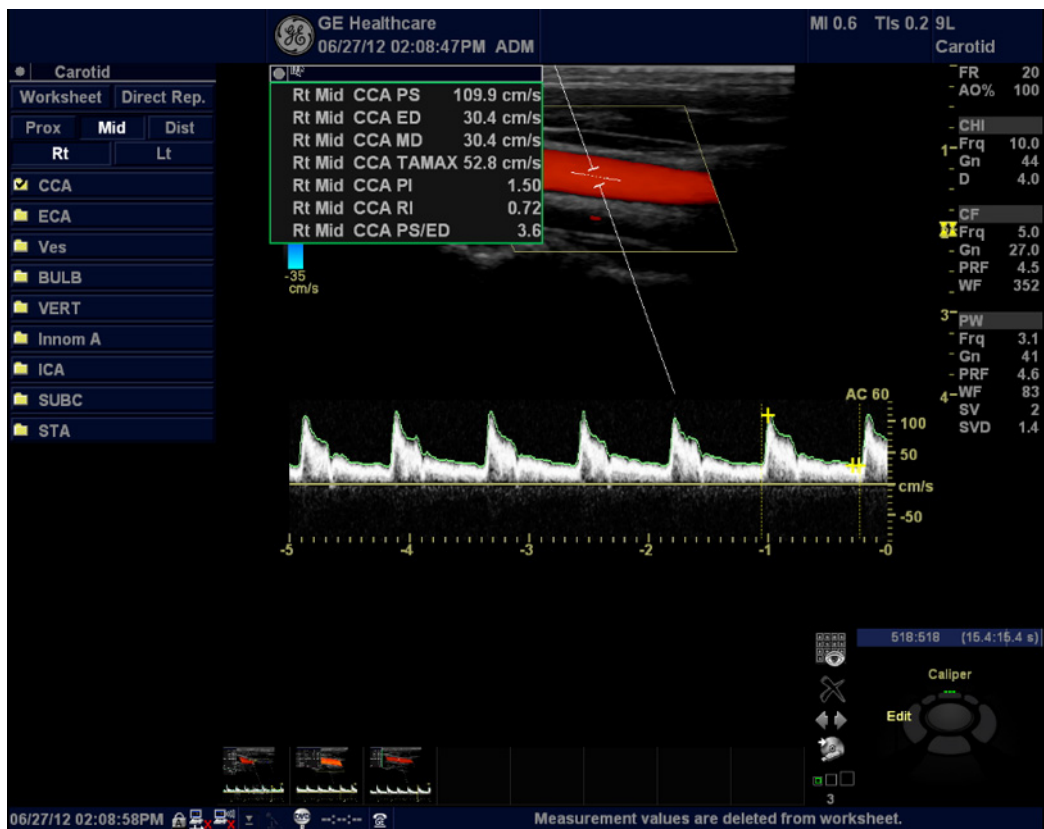 GE Healthcare
06/27/12 02:08:47PM ADM
MI 0.6 TIs 0.2 9L
Carotid
Carotid
Worksheet Direct Rep.
Prox Mid Dist
Rt Lt
CCA
ECA
Ves
BULB
VERT
Innom A
ICA
SUBC
STA
Rt Mid CCA PS 109.9 cm/s
Rt Mid CCA ED 30.4 cm/s
Rt Mid CCA MD 30.4 cm/s
Rt Mid CCA TAMAX 52.8 cm/s
Rt Mid CCA PI 1.50
Rt Mid CCA RI 0.72
Rt Mid CCA PS/ED 3.6
-35
cm/s
FR 20
AO% 100
CHI
Frq 10.0
Gn 44
D 4.0
CF
Frq 5.0
Gn 27.0
PRF 4.5
WF 352
PW
Frq 3.1
Gn 41
PRF 4.6
WF 83
SV 2
SVD 1.4
1
3
4
AC 60
100
50
cm/s
-50
-5 -4 -3 -2 -1 -0
518:518 (15.4:15.4 s)
Caliper
Edit
3
06/27/12 02:08:58PM --:--:-- Measurement values are deleted from worksheet.